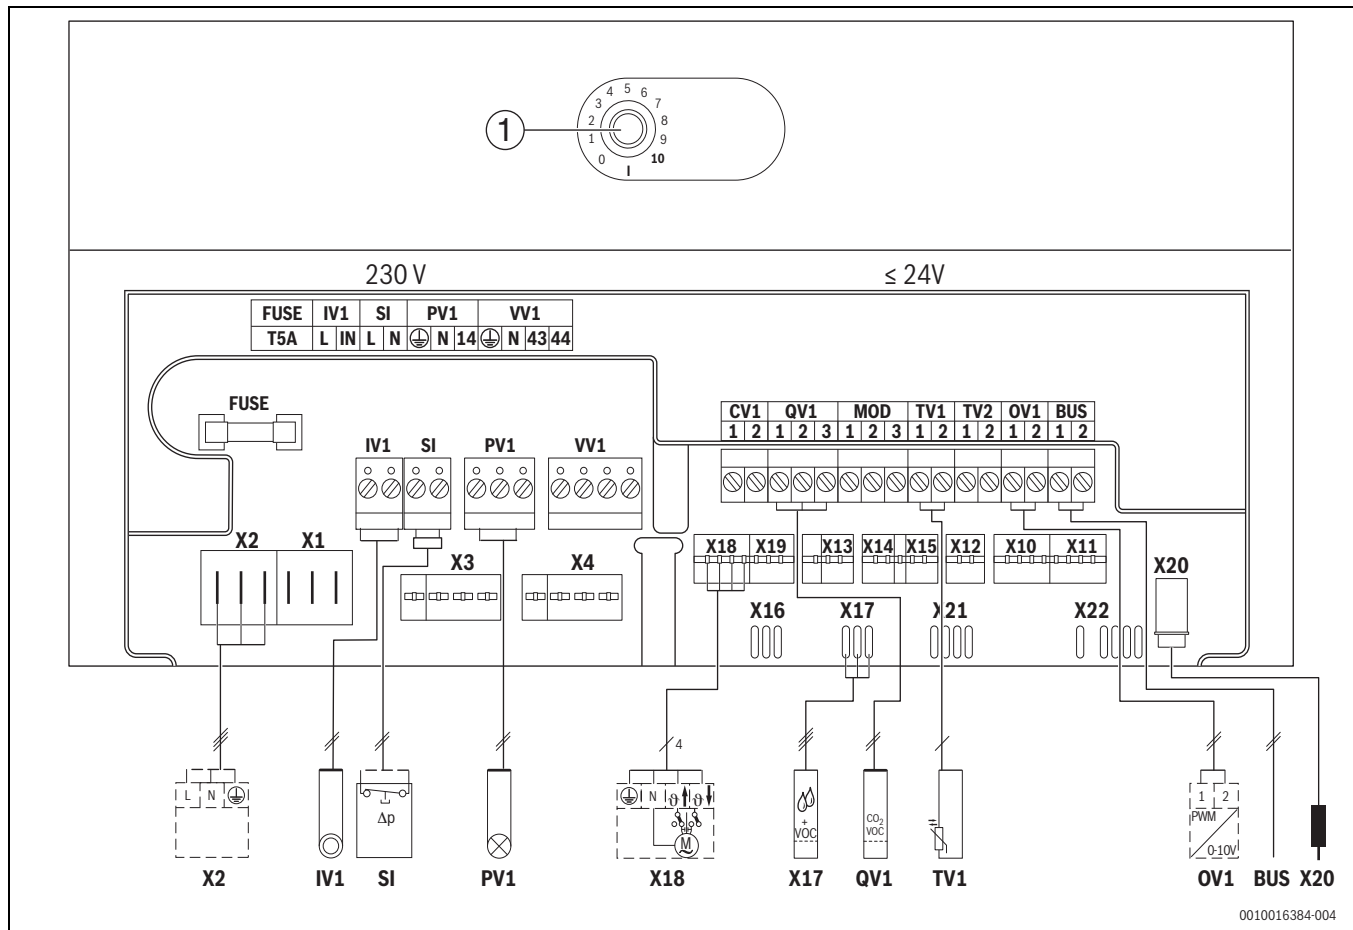 4 5 6
3 7
2 8
1 9
0 10
I
1
230 V ≤ 24V
FUSE IV1 SI PV1 VV1
T5A L IN L N N 14 N 43 44
FUSE
CV1 QV1 MOD TV1 TV2 OV1 BUS
1 2 1 2 3 1 2 3 1 2 1 2 1 2 1 2
IV1 SI PV1 VV1
X2 X1
X3 X4
X18 X19 X13 X14 X15 X12 X10 X11
X20
X16 X17 X21 X22
4
L N
Δp
N ϑ ϑ
M
+
VOC
CO2
VOC
1 2
PWM
0-10V
X2 IV1 SI PV1 X18 X17 QV1 TV1 OV1 BUS X20
0010016384-004